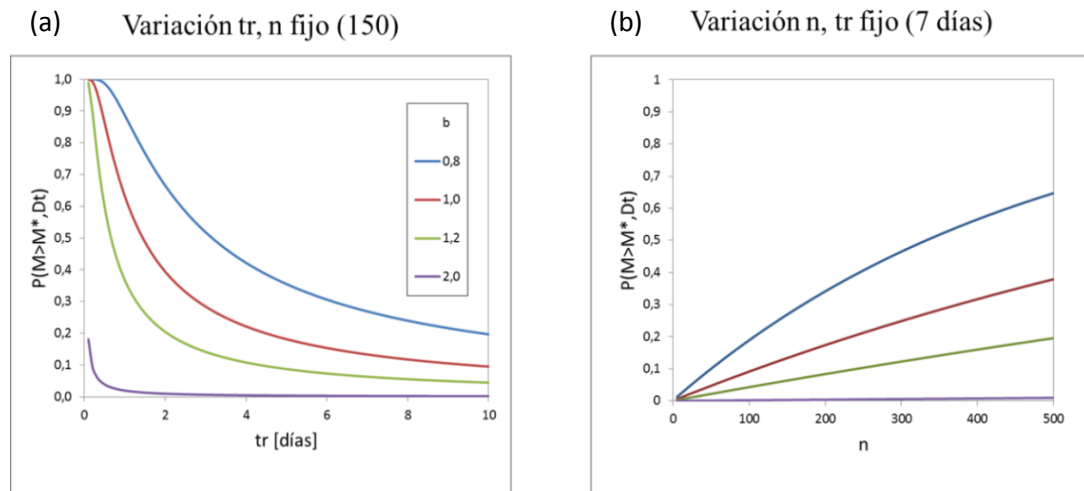 (a) Variación tr, n fijo (150)
1,0
0,9
0,8
0,7
0,6
0,5
0,4
0,3
0,2
0,1
0,0
P(M>M*,Dt)
0 2 4 6 8 10
tr [días]
b
0,8
1,0
1,2
2,0
(b) Variación n, tr fijo (7 días)
1
0,9
0,8
0,7
0,6
0,5
0,4
0,3
0,2
0,1
0
P(M>M*,Dt)
0 100 200 300 400 500
n